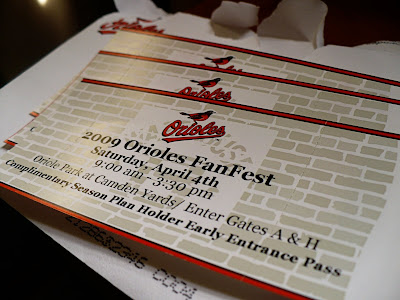 Orioles
Orioles
2009 Orioles FanFest
Saturday, April 4th
9:00 am - 3:30 pm
Oriole Park at Camden Yards/ Enter Gates A & H
Complimentary Season Plan Holder Early Entrance Pass